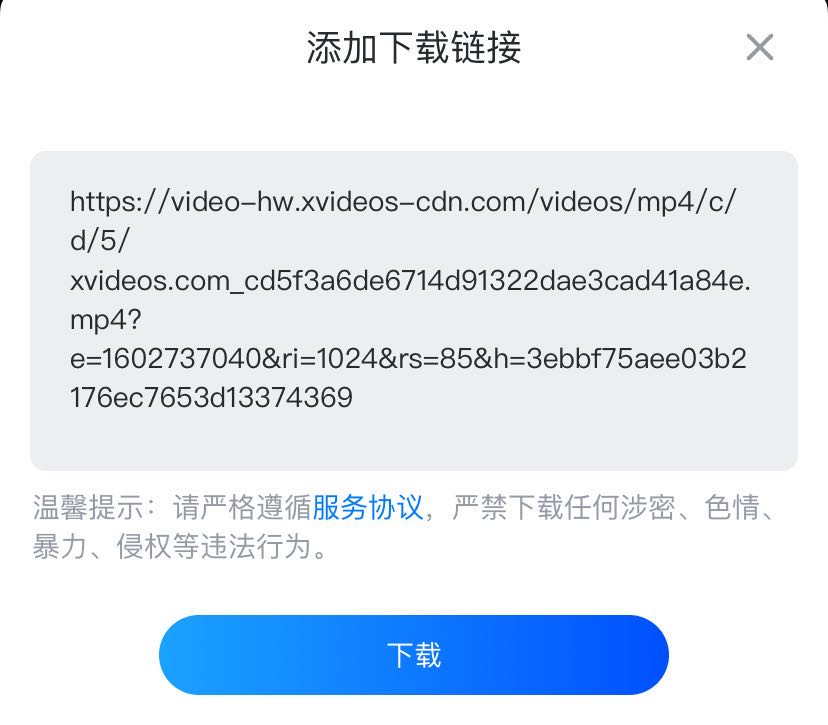 添加下载链接
https://video-hw.xvideos-cdn.com/videos/mp4/c/
d/5/
xvideos.com_cd5f3a6de6714d91322dae3cad41a84e.
mp4?
e=1602737040&ri=1024&rs=85&h=3ebbf75aee03b2
176ec7653d13374369
温馨提示：请严格遵循服务协议，严禁下载任何涉密、色情、
暴力、侵权等违法行为。
下载